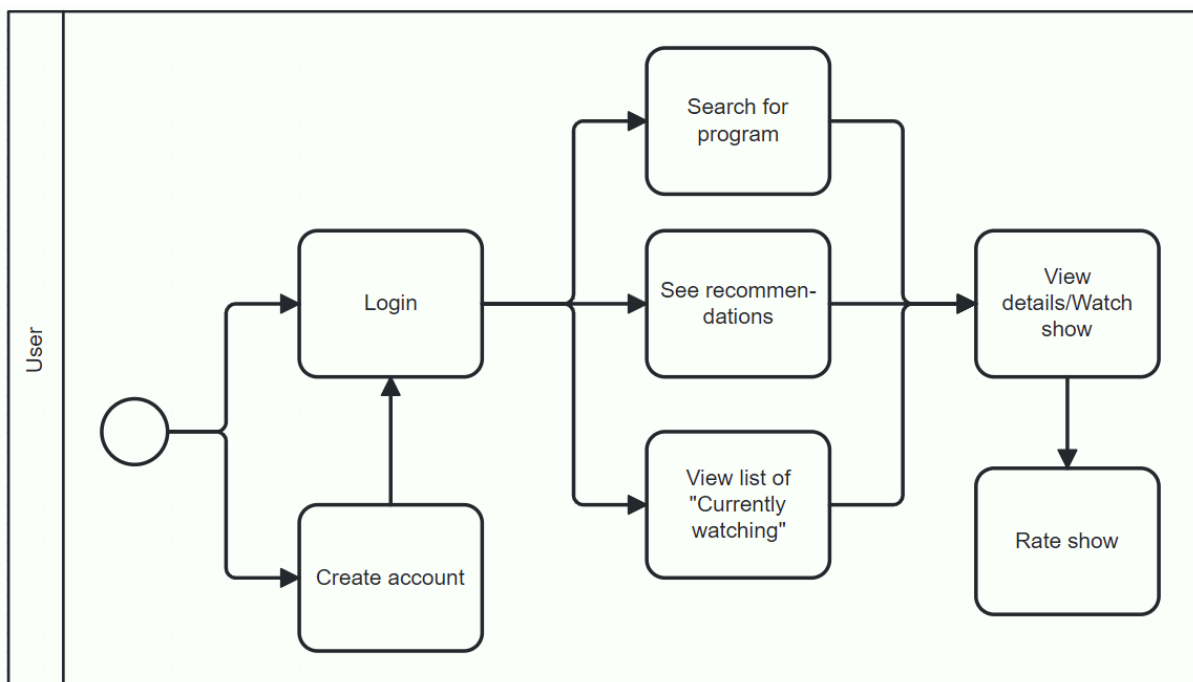 User
Login
Create account
Search for
program
See recommen-
dations
View list of
"Currently
watching"
View
details/Watch
show
Rate show